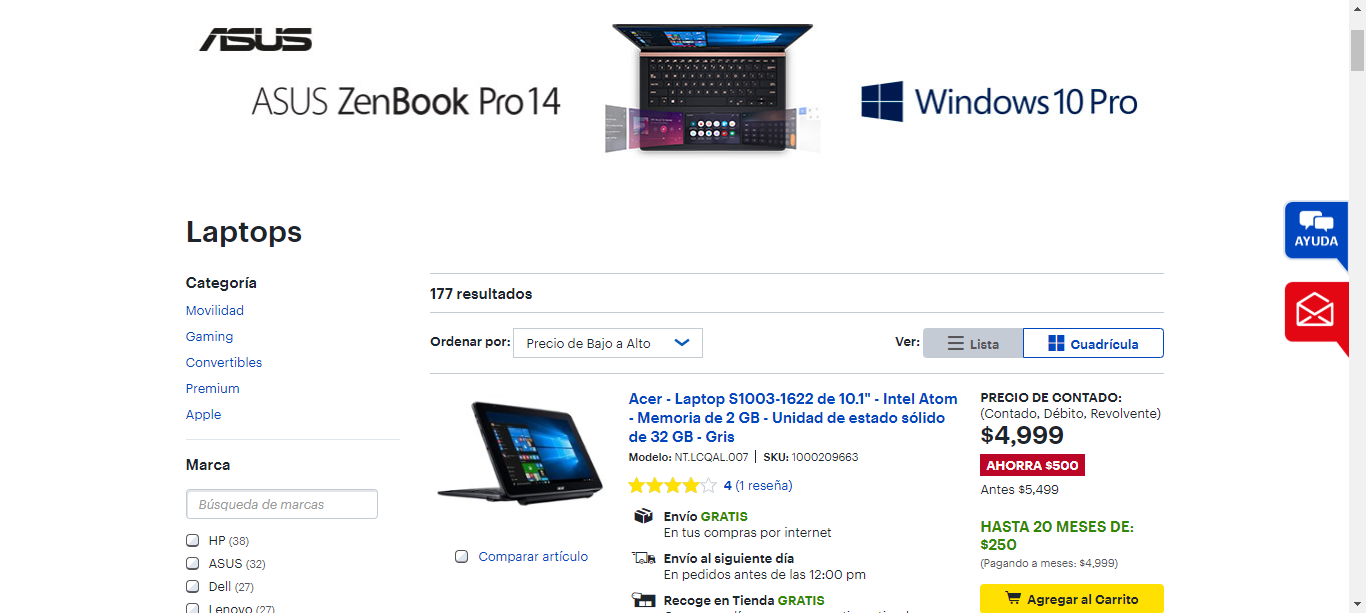 ASUS
ASUS ZenBook Pro 14
Windows 10 Pro
AYUDA
Laptops
Categoría
Movilidad
Gaming
Convertibles
Premium
Apple
Marca
Búsqueda de marcas
HP (38)
ASUS (32)
Dell (27)
Lenovo (27)
177 resultados
Ordenar por: Precio de Bajo a Alto
Ver: Lista Cuadrícula
Acer - Laptop S1003-1622 de 10.1" - Intel Atom
- Memoria de 2 GB - Unidad de estado sólido
de 32 GB - Gris
Modelo: NT.LCQAL.007 | SKU: 1000209663
4 (1 reseña)
Envío GRATIS
En tus compras por internet
Envío al siguiente día
En pedidos antes de las 12:00 pm
Recoge en Tienda GRATIS
Comparar artículo
PRECIO DE CONTADO:
(Contado, Débito, Revolvente)
$4,999
AHORRA $500
Antes $5,499
HASTA 20 MESES DE:
$250
(Pagando a meses: $4,999)
Agregar al Carrito